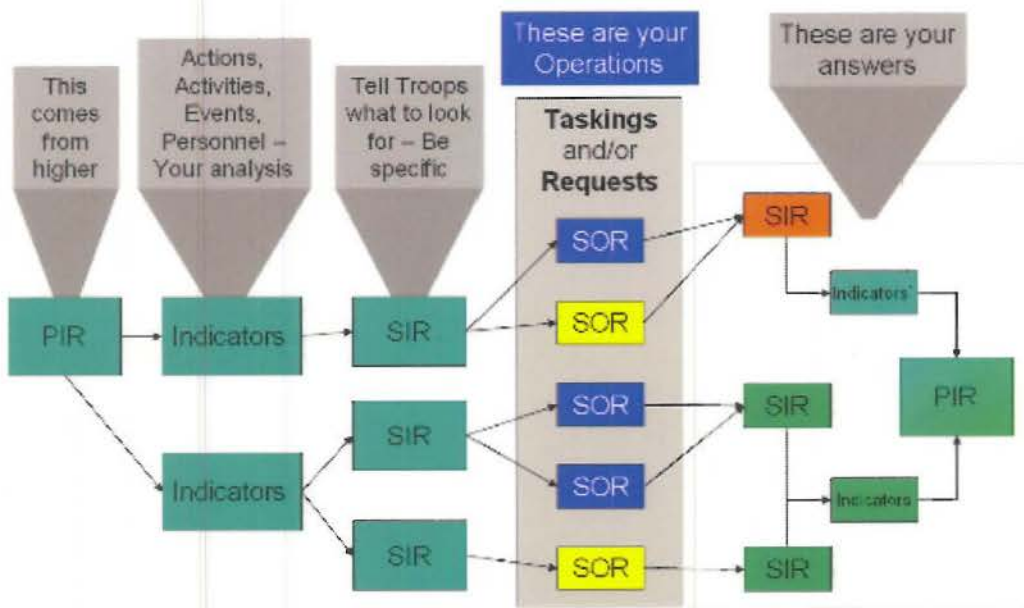 This
comes
from
higher
Actions,
Activities,
Events,
Personnel –
Your analysis
Tell Troops
what to look
for – Be
specific
These are your
Operations
These are your
answers
Taskings
and/or
Requests
PIR
Indicators
Indicators
SIR
SIR
SIR
SOR
SOR
SOR
SOR
SOR
SIR
SIR
SIR
Indicators`
Indicators
PIR